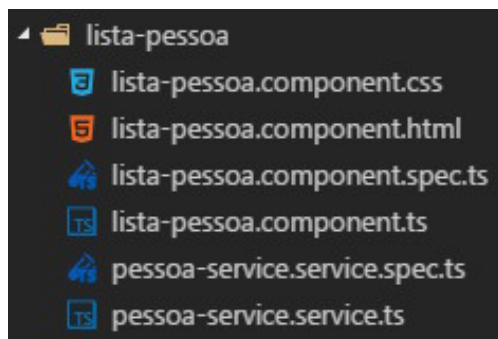 lista-pessoa
lista-pessoa.component.css
lista-pessoa.component.html
lista-pessoa.component.spec.ts
lista-pessoa.component.ts
pessoa-service.service.spec.ts
pessoa-service.service.ts